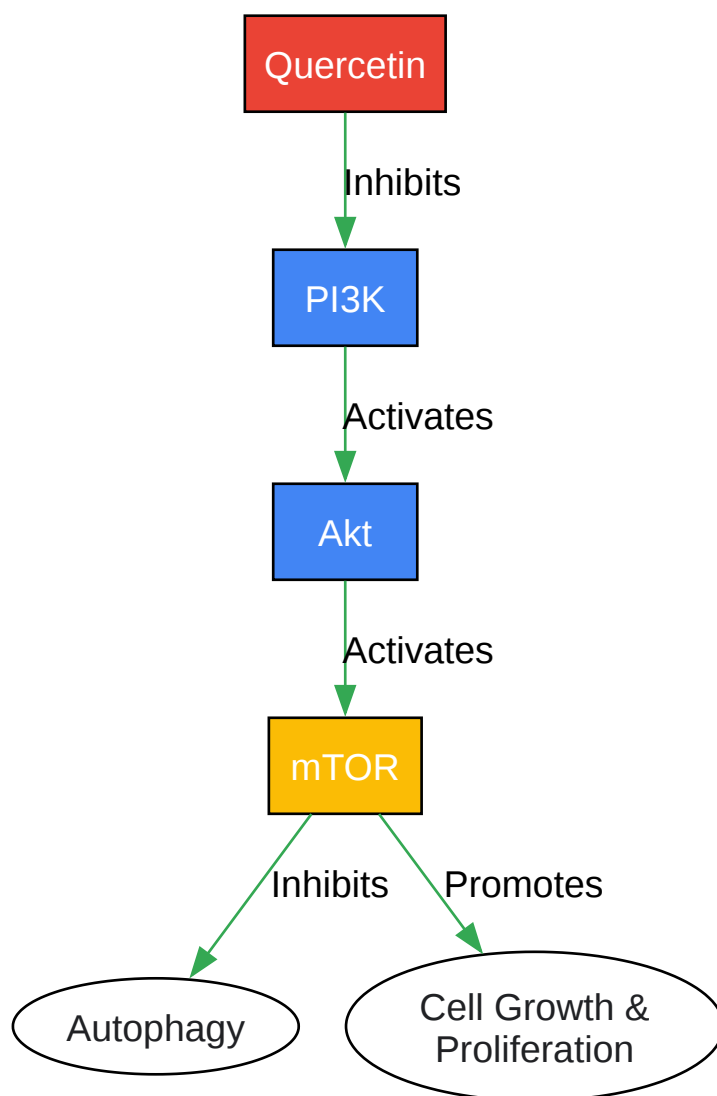 Quercetin
Inhibits
PI3K
Activates
Akt
Activates
mTOR
Inhibits
Promotes
Autophagy
Cell Growth &
Proliferation